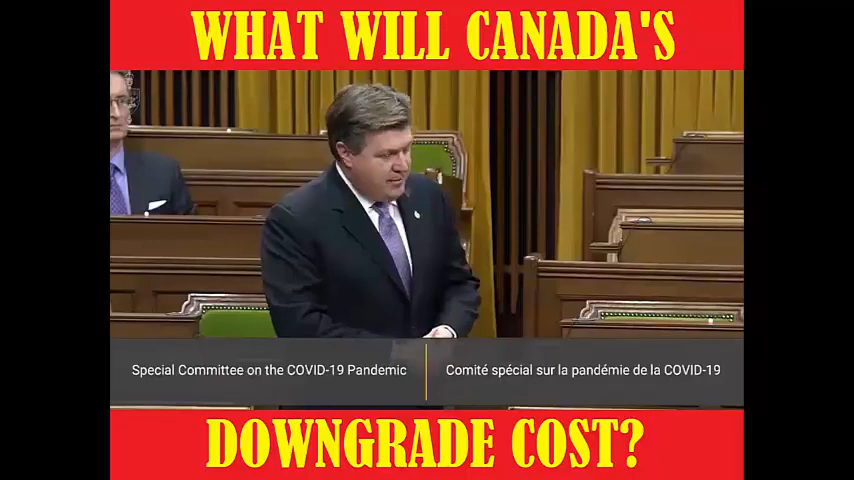 WHAT WILL CANADA'S
Special Committee on the COVID-19 Pandemic
Comité spécial sur la pandémie de la COVID-19
DOWNGRADE COST?